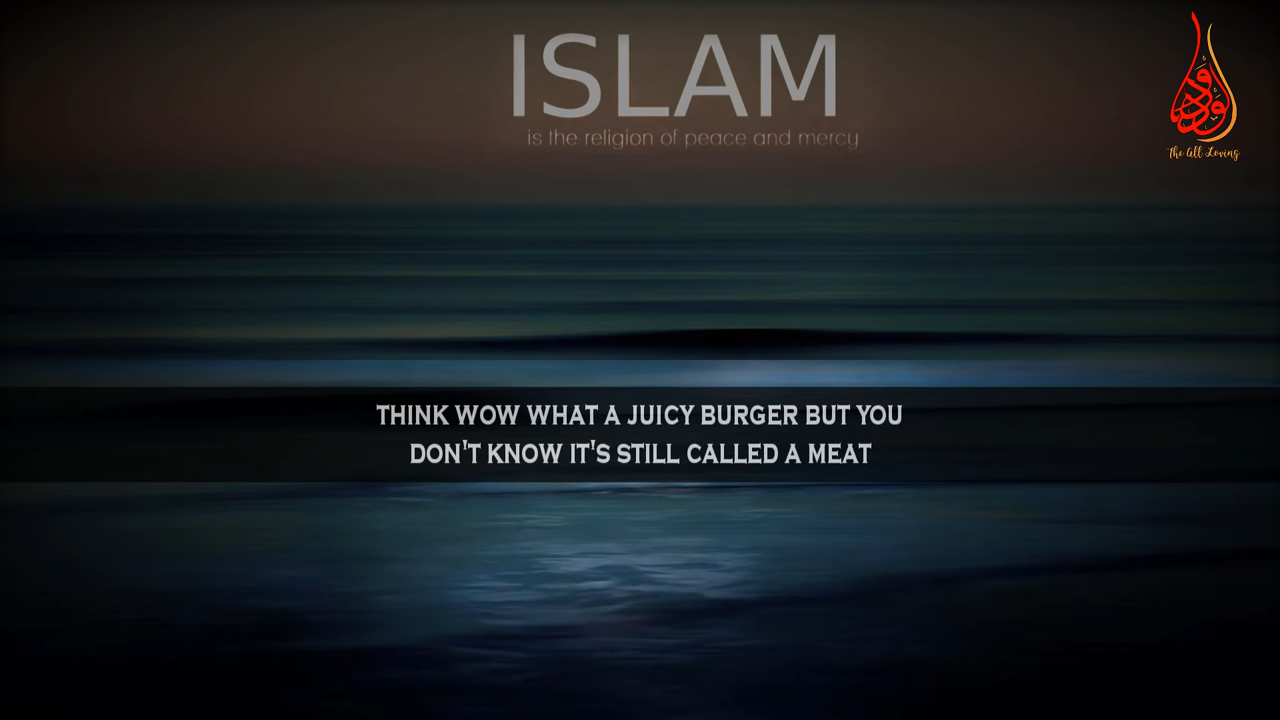 ISLAM
is the religion of peace and mercy
الودود
The All Loving
THINK WOW WHAT A JUICY BURGER BUT YOU
DON'T KNOW IT'S STILL CALLED A MEAT